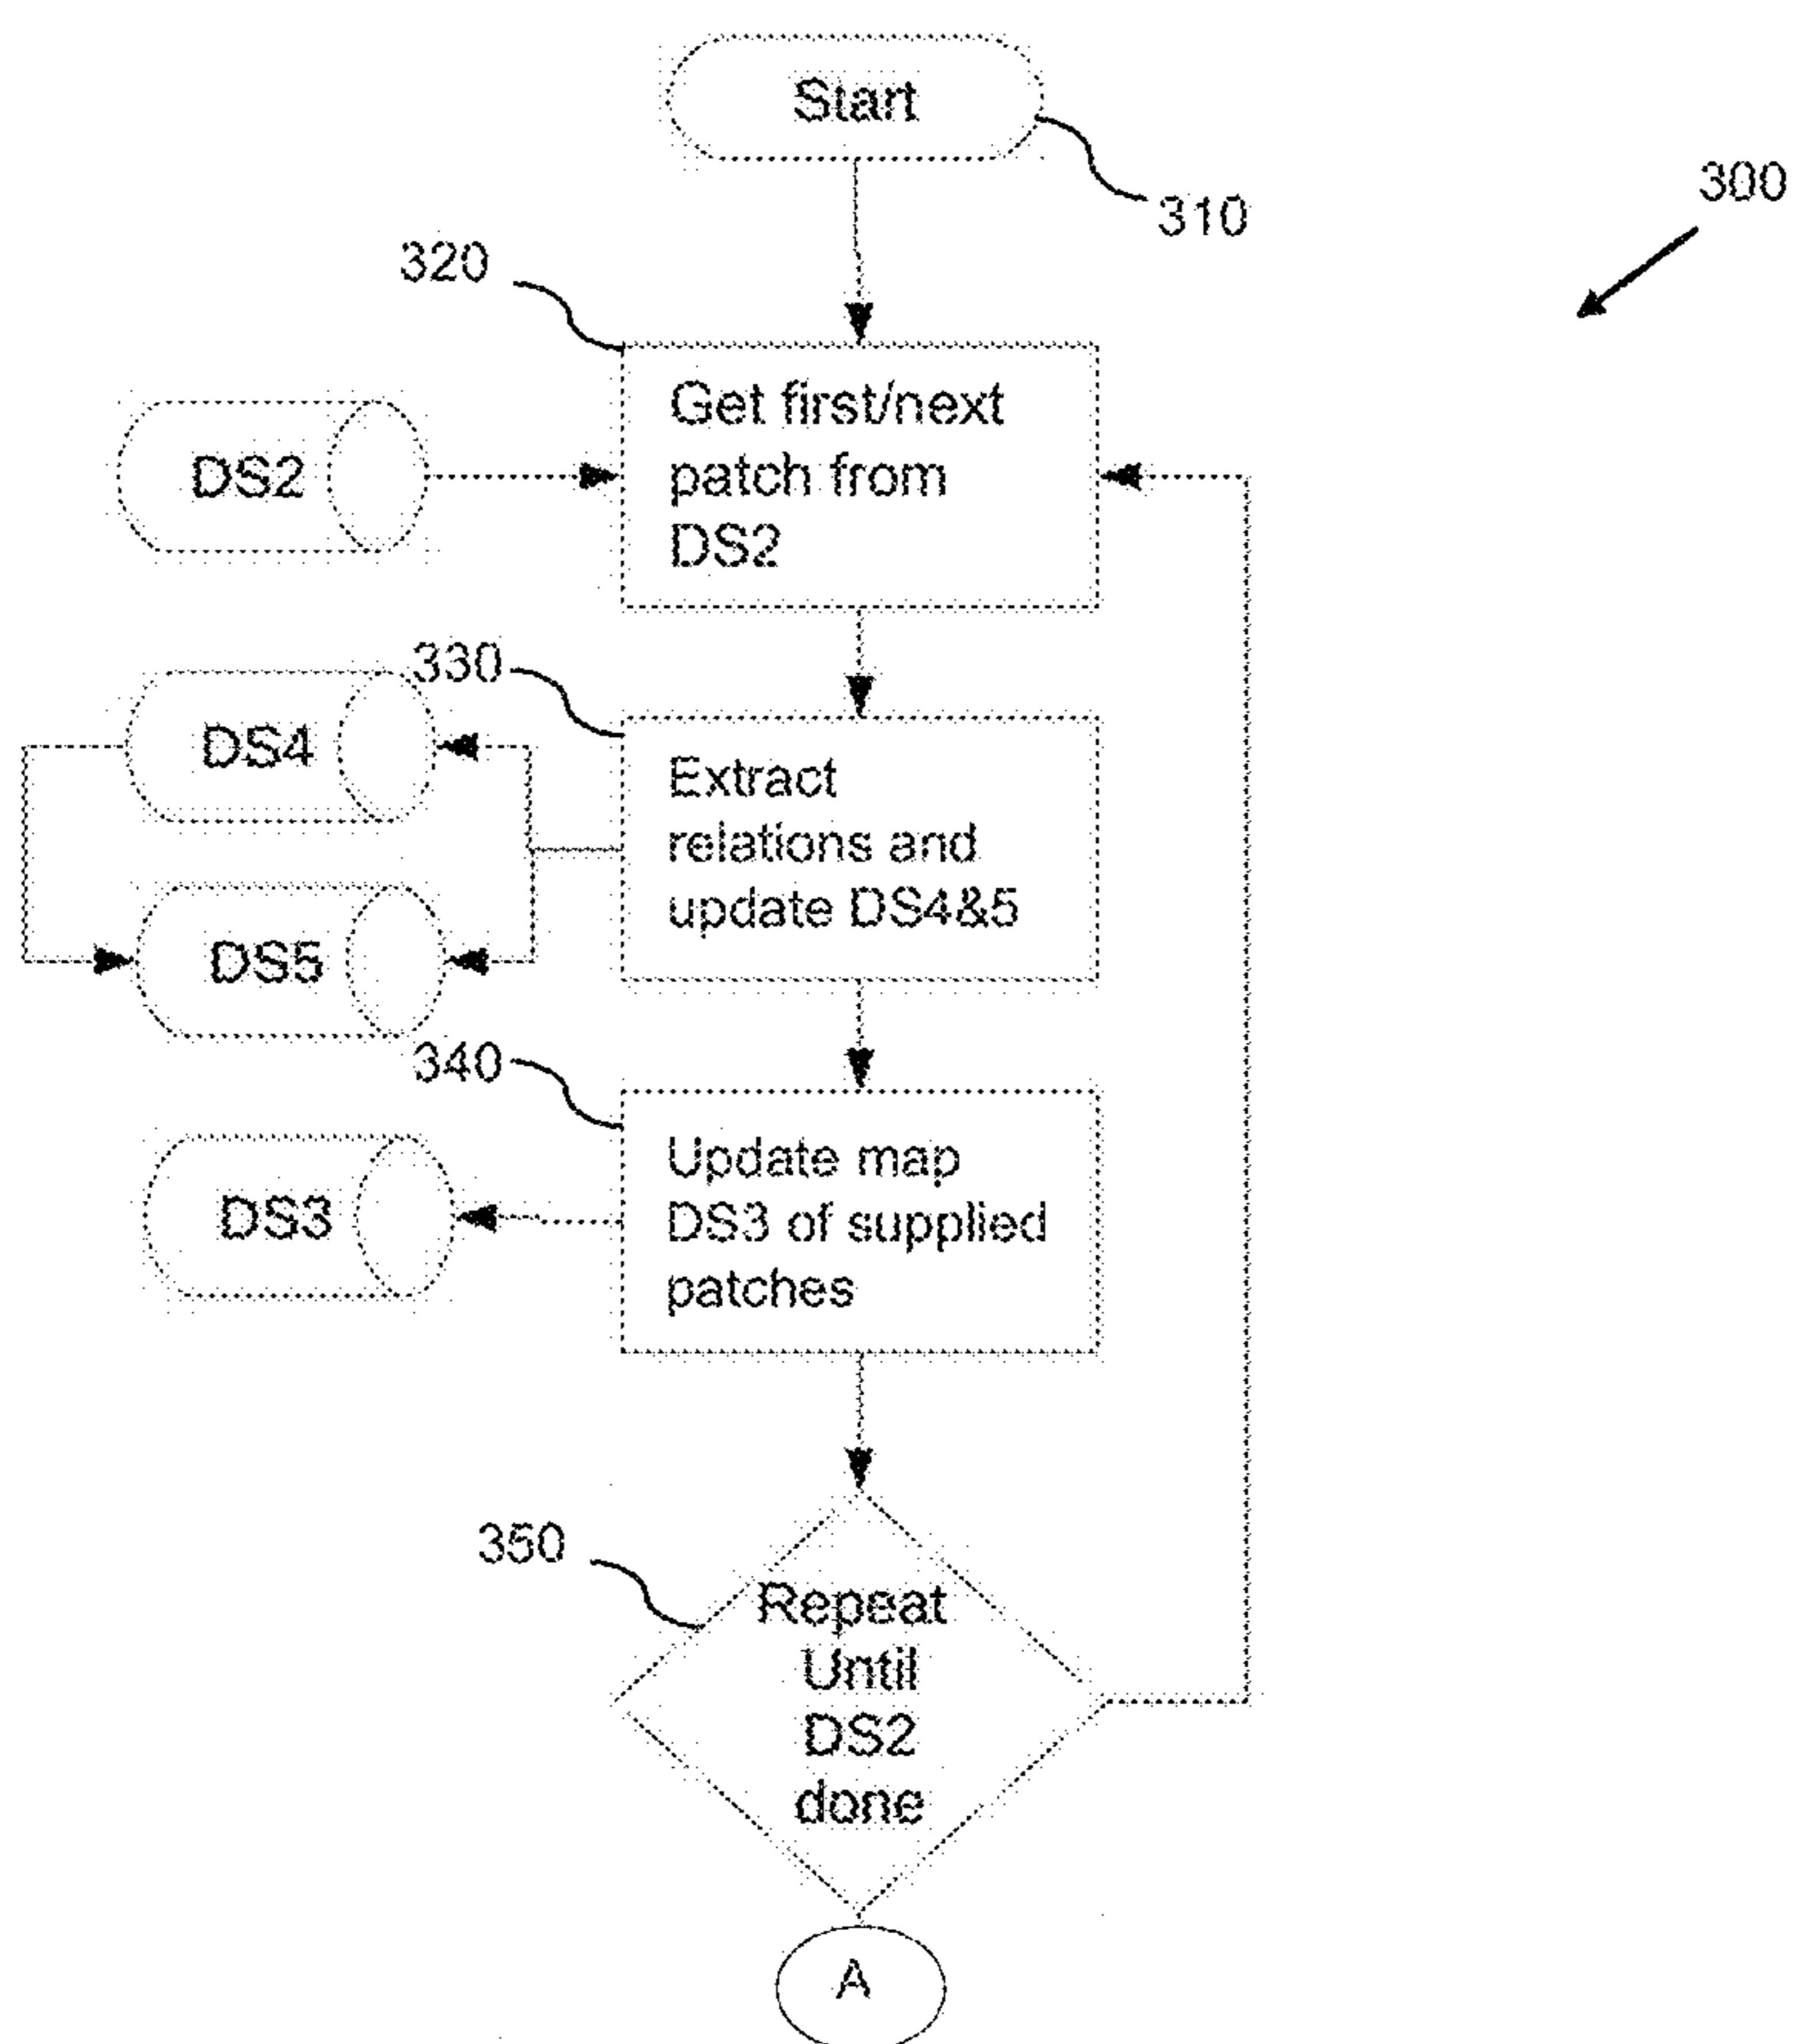 Start
310
300
320
Get first/next
patch from
DS2
DS2
330
DS4
Extract
relations and
update DS4&5
DS5
340
Update map
DS3 of supplied
patches
DS3
350
Repeat
Until
DS2
done
A